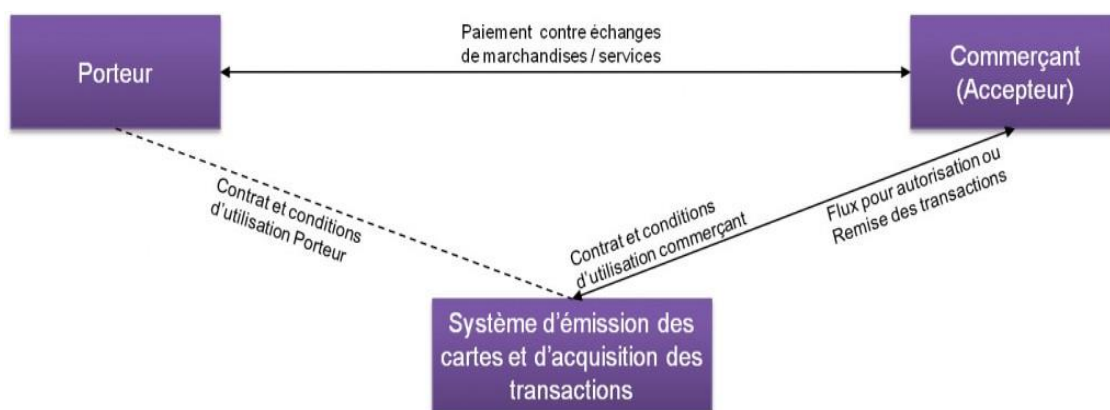 Paiement contre échanges
de marchandises / services
Porteur
Commerçant
(Accepteur)
Contrat et conditions
d'utilisation Porteur
Contrat et conditions
d'utilisation commerçant
Flux pour autorisation ou
Remise des transactions
Système d'émission des
cartes et d'acquisition des
transactions